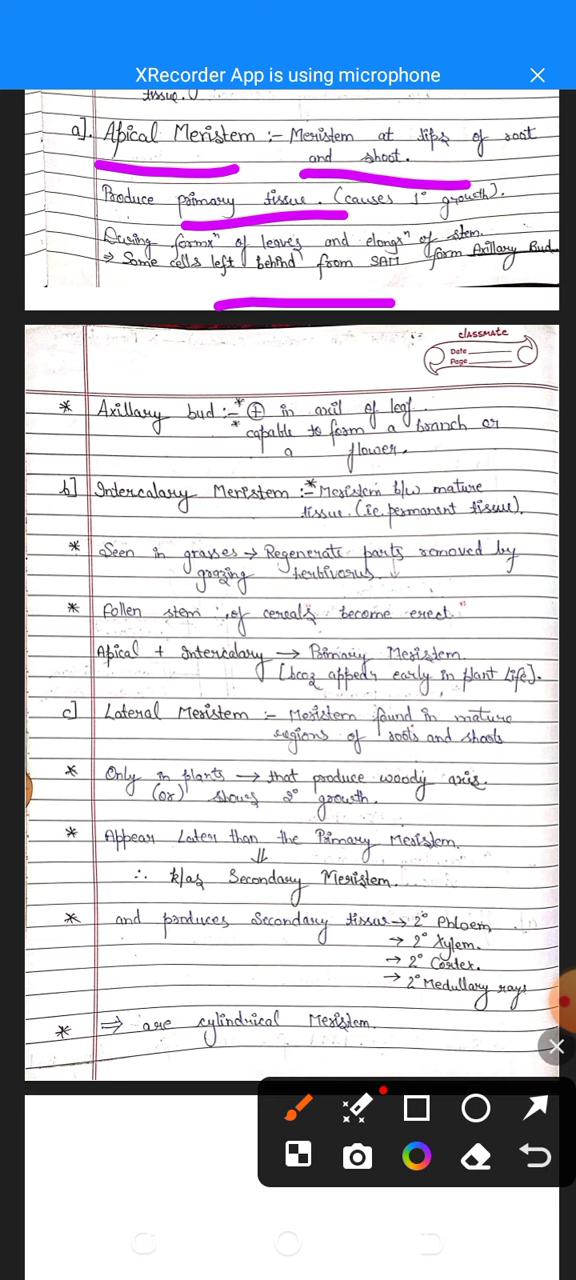 XRecorder App is using microphone
tissue.
a]. Apical Meristem :- Meristem at tips of root
and shoot.
Produce primary tissue. (causes 1° growth).
During formxⁿ of leaves and elongⁿ of stem
→ Some cells left behind from SAM form Axillary Bud
classmate
Date
Page
* Axillary bud :- * ⊕ in axil of leaf.
* capable to form a branch or
a flower.
b] Intercalary Meristem :- * Meristem b/w mature
tissue. (i.e. permanent tissue).
* Seen in grasses → Regenerate parts removed by
grazing herbivorus.
* Follen stem of cereals become erect
Apical + Intercalary → Primary Meristem.
[bcoz appear early in plant life].
c] Lateral Meristem :- Meristem found in mature
regions of roots and shoots
* Only in plants → that produce woody axis
(or) shows 2° growth.
* Appear Later than the Primary Meristem.
⇓
∴ k/as Secondary Meristem.
* and produces Secondary tissue → 2° Phloem
→ 2° Xylem.
→ 2° Cortex.
→ 2° Medullary rays
* ⇒ are cylindrical Meristem.